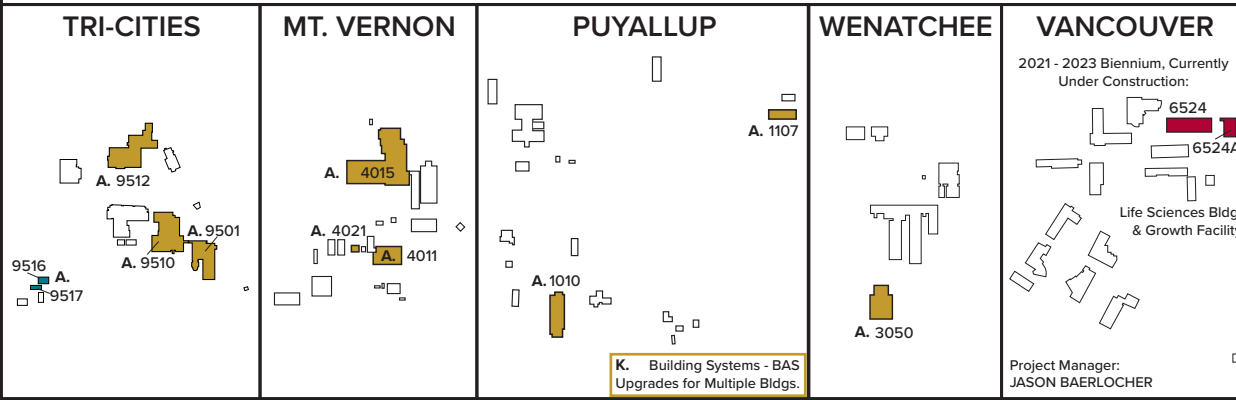 TRI-CITIES
A. 9512
A. 9501
A. 9510
9516
A.
9517
MT. VERNON
A.
4015
A. 4021
A.
4011
PUYALLUP
A. 1107
A. 1010
K. Building Systems - BAS
Upgrades for Multiple Bldgs.
WENATCHEE
A. 3050
VANCOUVER
2021 - 2023 Biennium, Currently
Under Construction:
6524
6524A
Life Sciences Bldg
& Growth Facility
Project Manager:
JASON BAERLOCHER